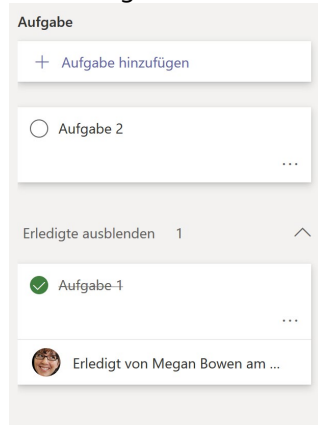 Aufgabe
+ Aufgabe hinzufügen
Aufgabe 2
...
Erledigte ausblenden 1
Aufgabe 1
...
Erledigt von Megan Bowen am ...